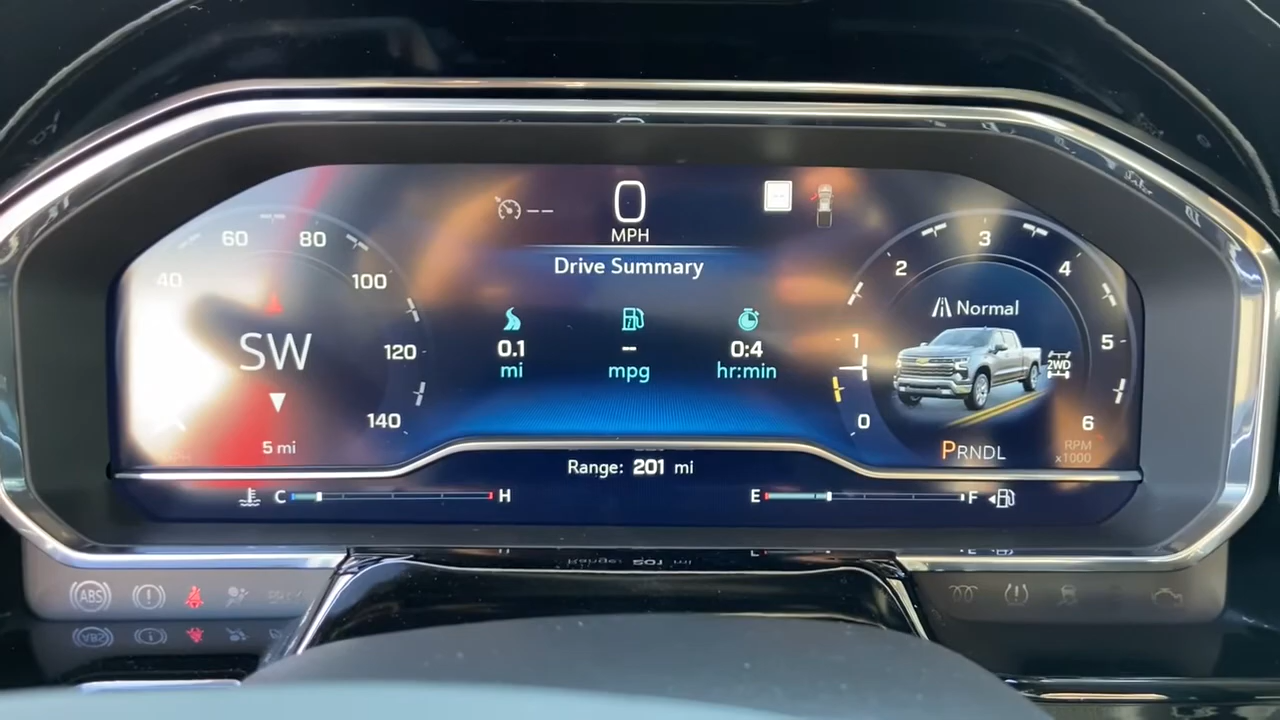 0
MPH
--
Drive Summary
60 80
40 100
120
140
SW
5 mi
0.1 -- 0:4
mi mpg hr:min
3
2 4
1 5
0 6
Normal
2WD
PRNDL
RPM
x1000
Range: 201 mi
C H
E F
ABS